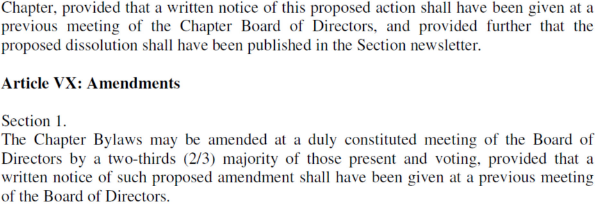 Chapter, provided that a written notice of this proposed action shall have been given at a
previous meeting of the Chapter Board of Directors, and provided further that the
proposed dissolution shall have been published in the Section newsletter.
Article VX: Amendments
Section 1.
The Chapter Bylaws may be amended at a duly constituted meeting of the Board of
Directors by a two-thirds (2/3) majority of those present and voting, provided that a
written notice of such proposed amendment shall have been given at a previous meeting
of the Board of Directors.